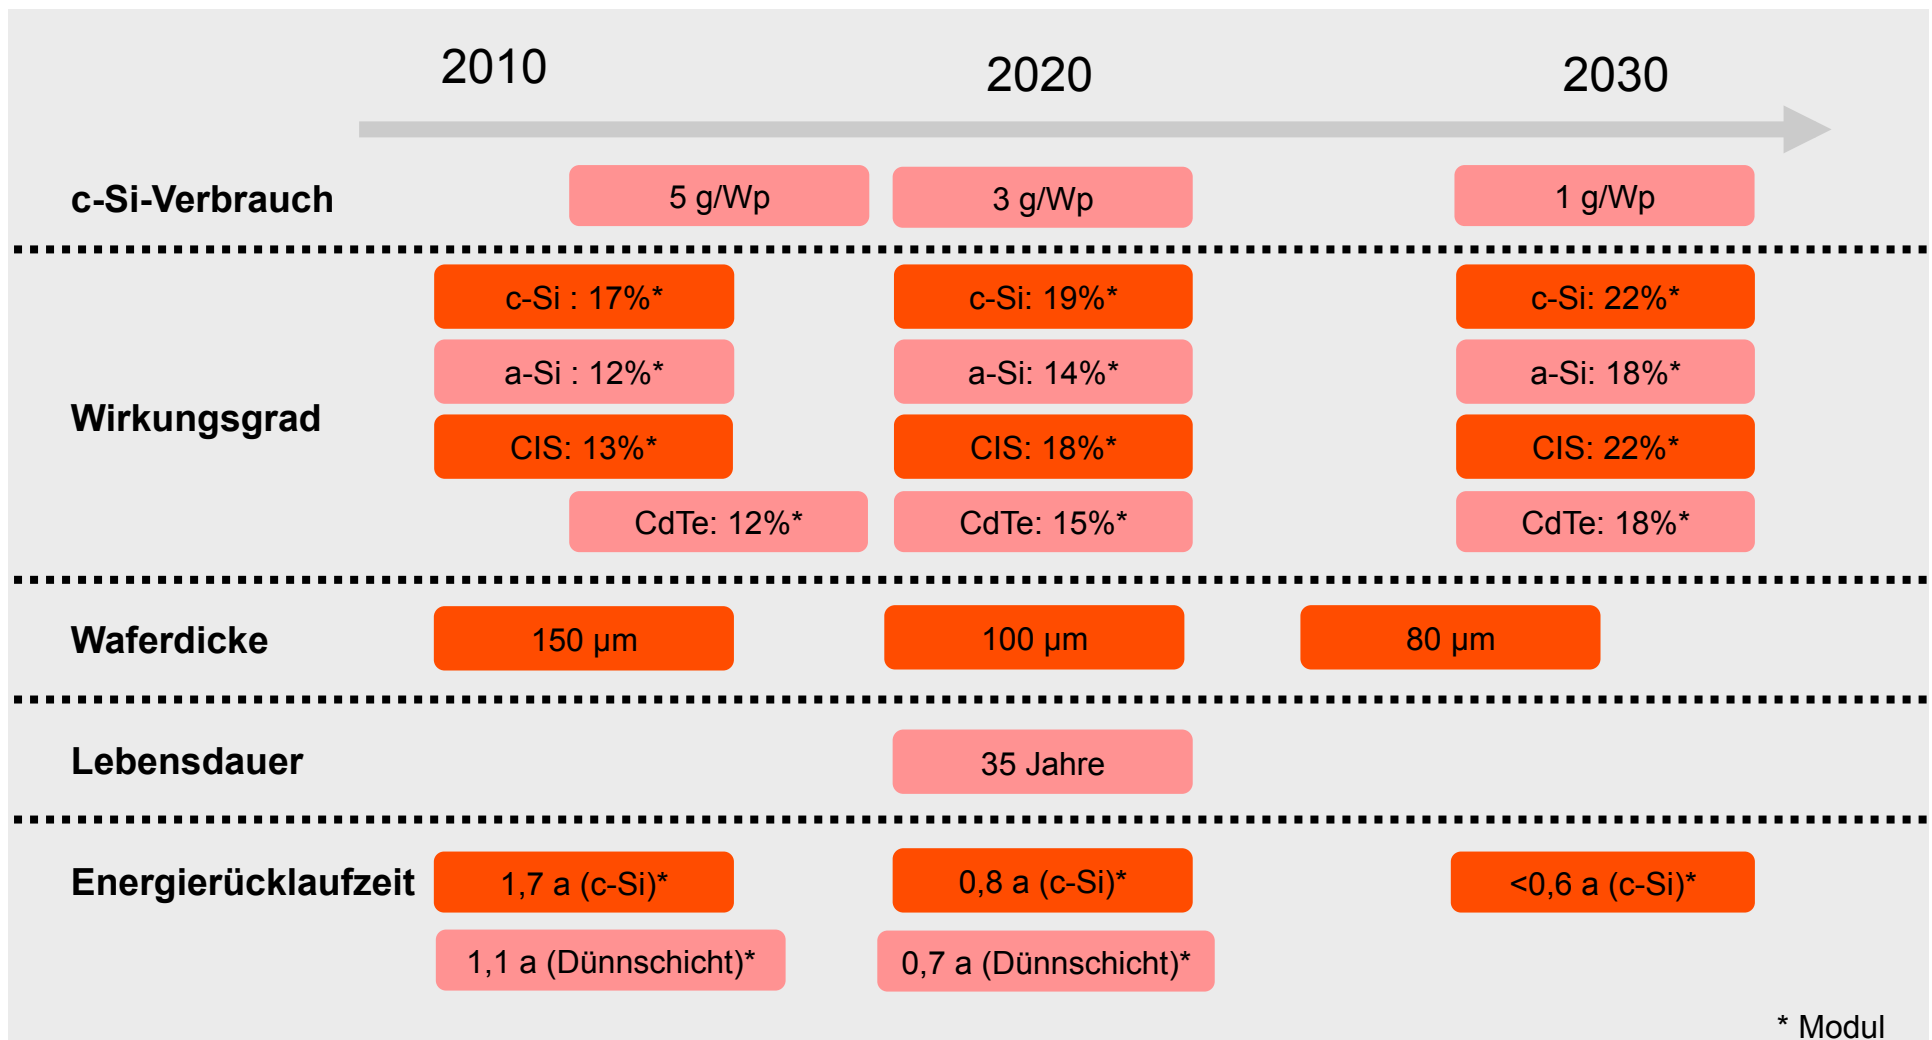 2010
2020
2030
c-Si-Verbrauch
5 g/Wp
3 g/Wp
1 g/Wp
Wirkungsgrad
c-Si : 17%*
c-Si: 19%*
c-Si: 22%*
a-Si : 12%*
a-Si: 14%*
a-Si: 18%*
CIS: 13%*
CIS: 18%*
CIS: 22%*
CdTe: 12%*
CdTe: 15%*
CdTe: 18%*
Waferdicke
150 µm
100 µm
80 µm
Lebensdauer
35 Jahre
Energierücklaufzeit
1,7 a (c-Si)*
0,8 a (c-Si)*
<0,6 a (c-Si)*
1,1 a (Dünnschicht)*
0,7 a (Dünnschicht)*
* Modul